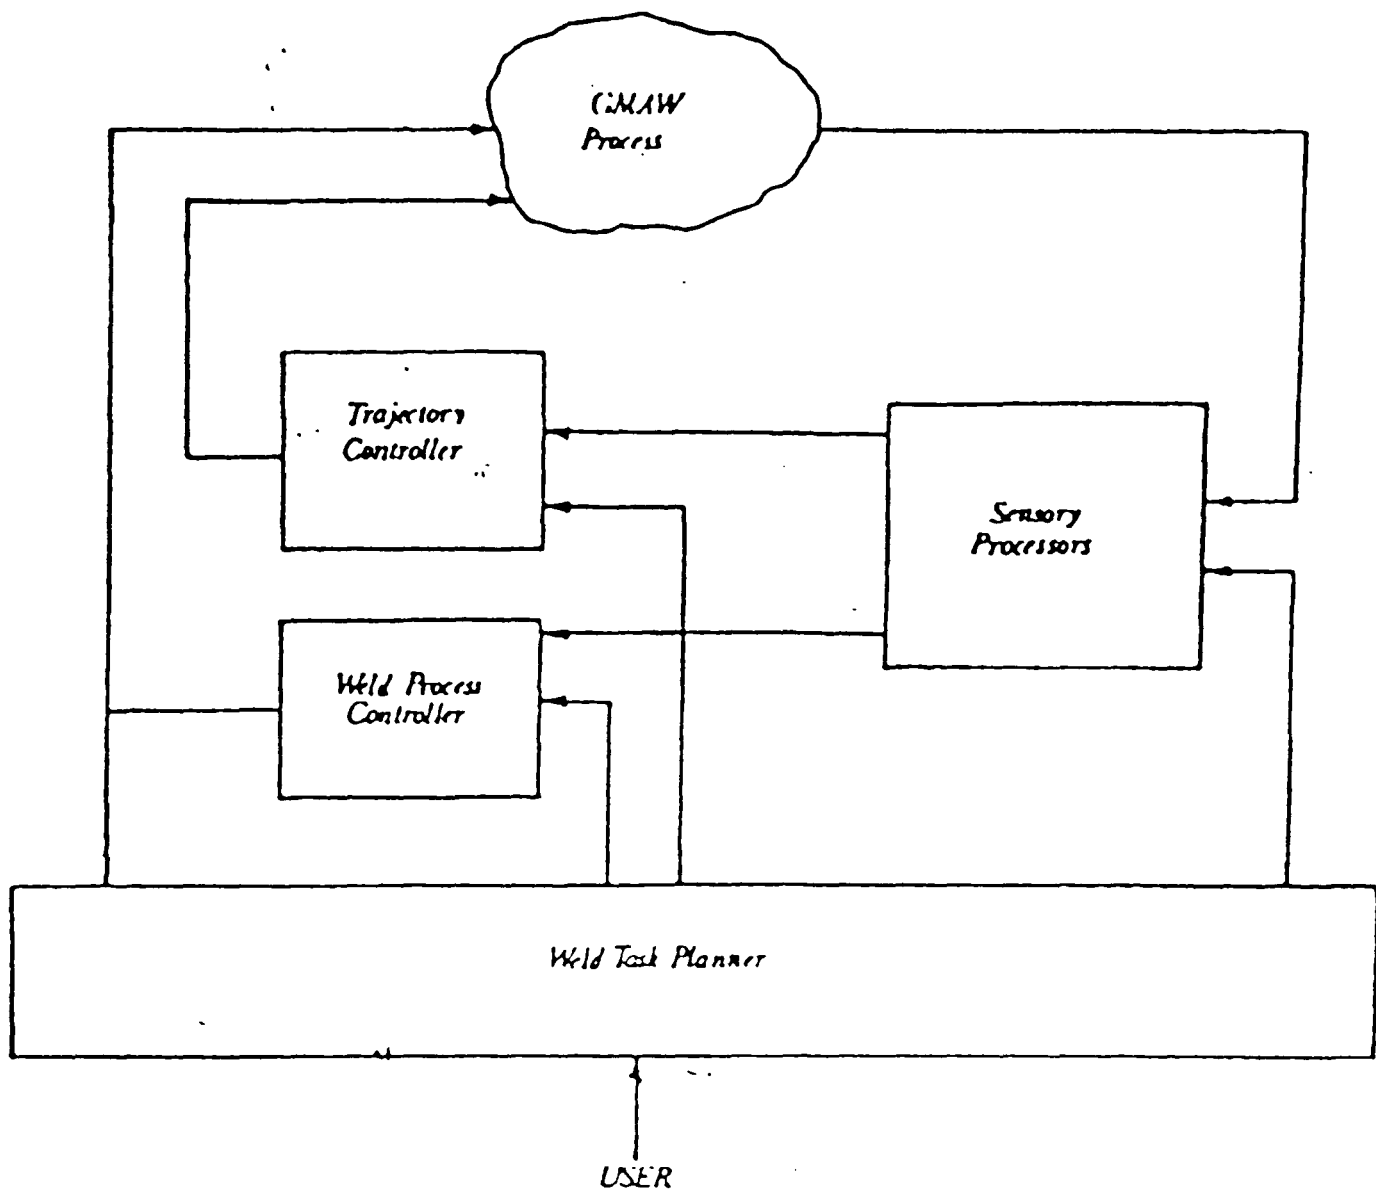 GMAW
Process
Trajectory
Controller
Sensory
Processors
Weld Process
Controller
Weld Task Planner
USER